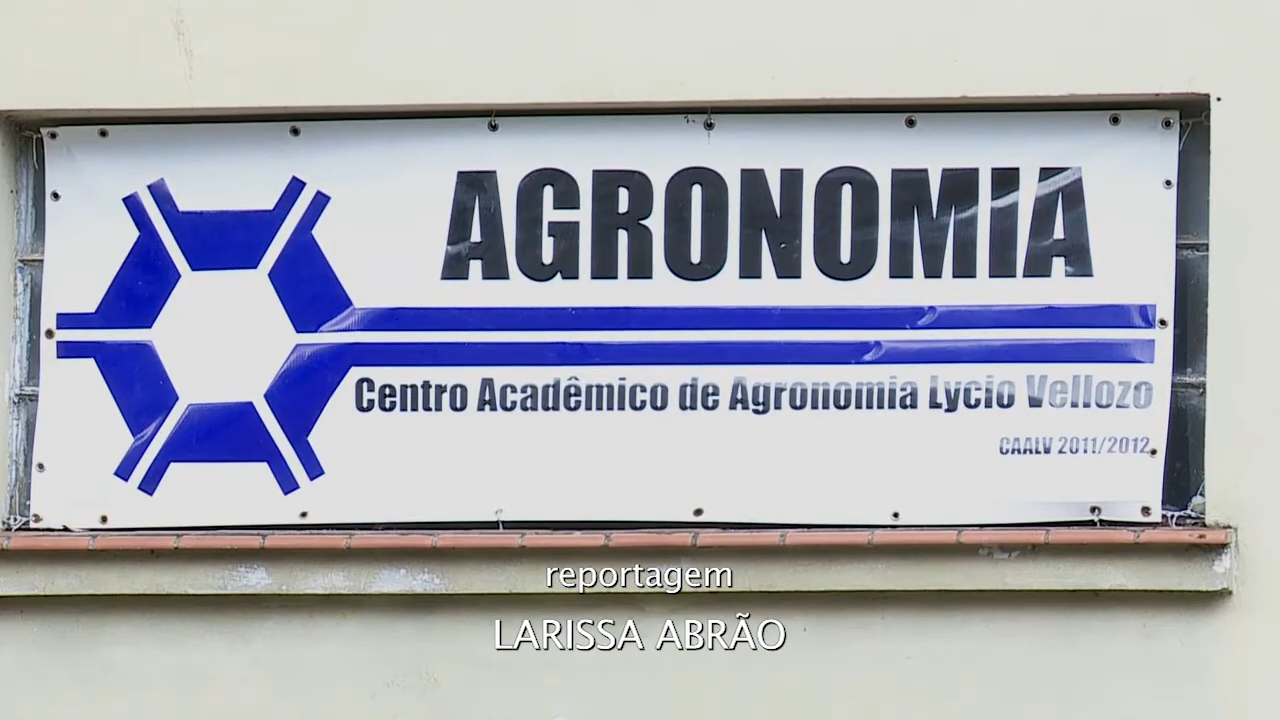 AGRONOMIA
Centro Acadêmico de Agronomia Lycio Vellozo
CAALV 2011/2012
reportagem
LARISSA ABRÃO